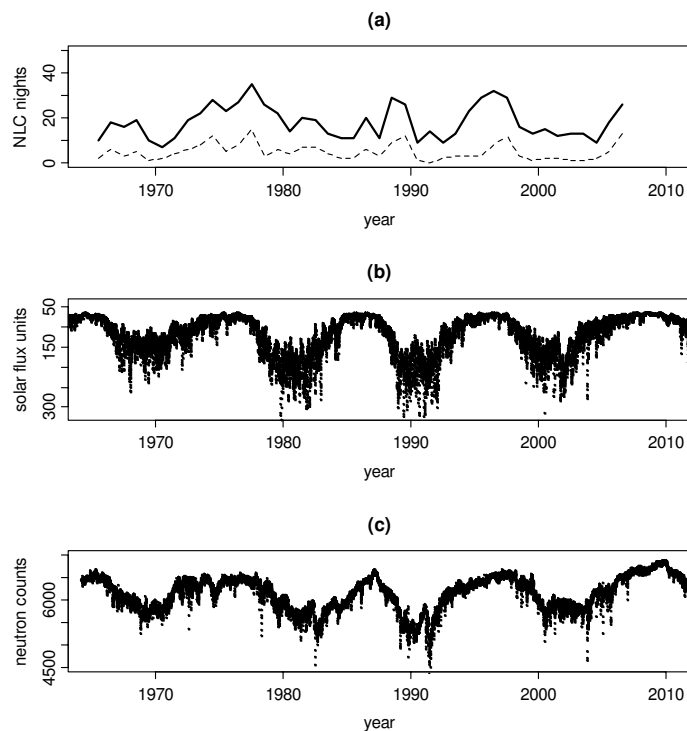 (a)
NLC nights
0 20 40
1970 1980 1990 2000 2010
year
(b)
solar flux units
300 150 50
1970 1980 1990 2000 2010
year
(c)
neutron counts
4500 6000
1970 1980 1990 2000 2010
year